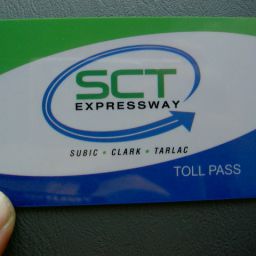 SCT
EXPRESSWAY
SUBIC • CLARK • TARLAC
TOLL PASS